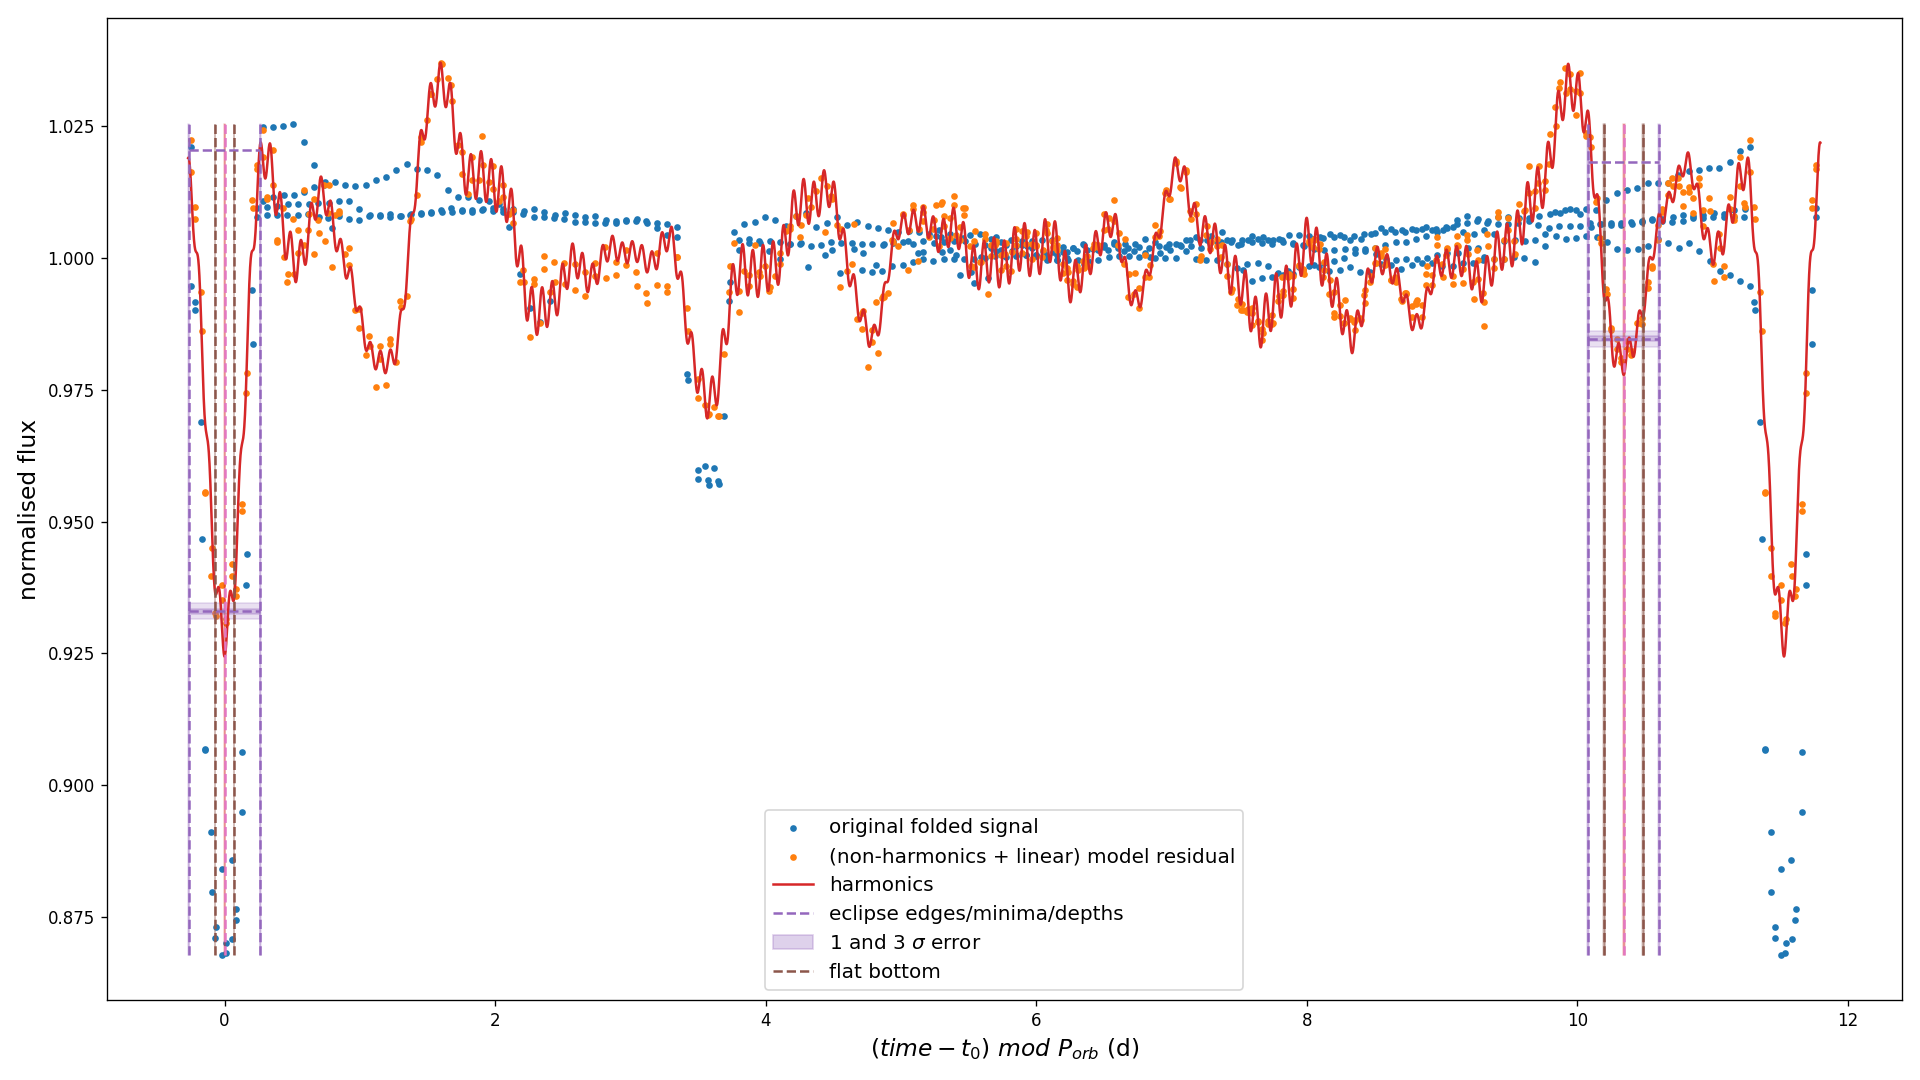 normalised flux
1.025
1.000
0.975
0.950
0.925
0.900
0.875
original folded signal
(non-harmonics + linear) model residual
harmonics
eclipse edges/minima/depths
1 and 3 σ error
flat bottom
0 2 4 6 8 10 12
(time − t₀) mod P_orb (d)